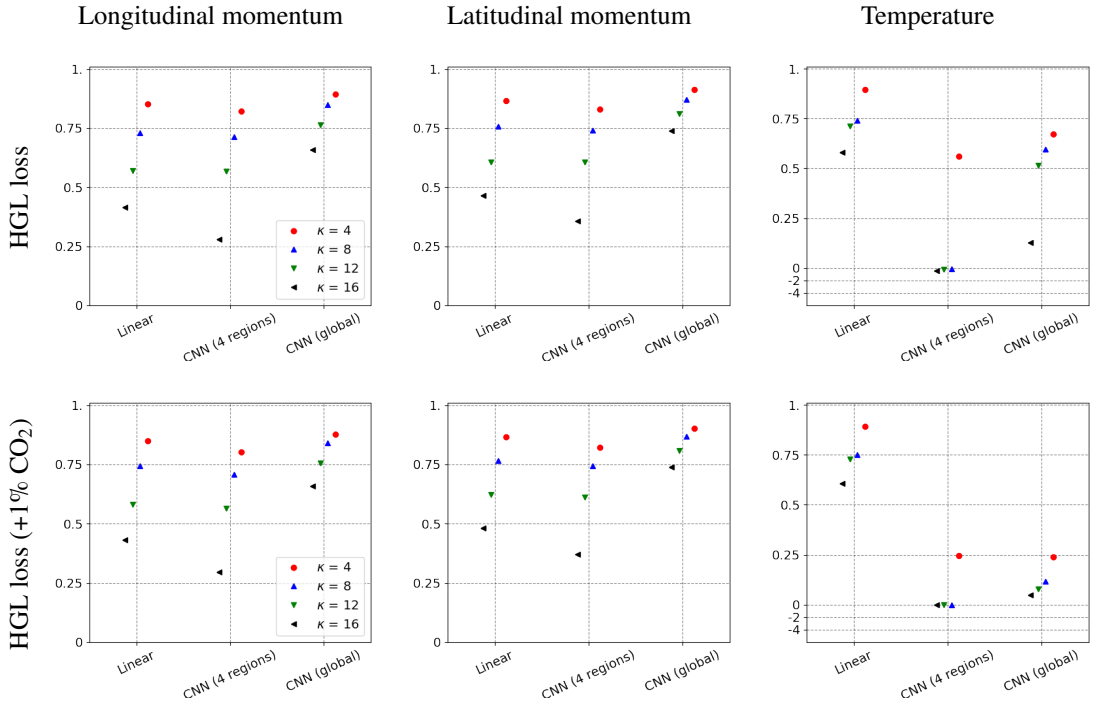 Longitudinal momentum
Latitudinal momentum
Temperature
HGL loss
1.
0.75
0.5
0.25
0
κ = 4
κ = 8
κ = 12
κ = 16
Linear
CNN (4 regions)
CNN (global)
1.
0.75
0.5
0.25
0
Linear
CNN (4 regions)
CNN (global)
1.
0.75
0.5
0.25
0
-2
-4
Linear
CNN (4 regions)
CNN (global)
HGL loss (+1% CO₂)
1.
0.75
0.5
0.25
0
κ = 4
κ = 8
κ = 12
κ = 16
Linear
CNN (4 regions)
CNN (global)
1.
0.75
0.5
0.25
0
Linear
CNN (4 regions)
CNN (global)
1.
0.75
0.5
0.25
0
-2
-4
Linear
CNN (4 regions)
CNN (global)